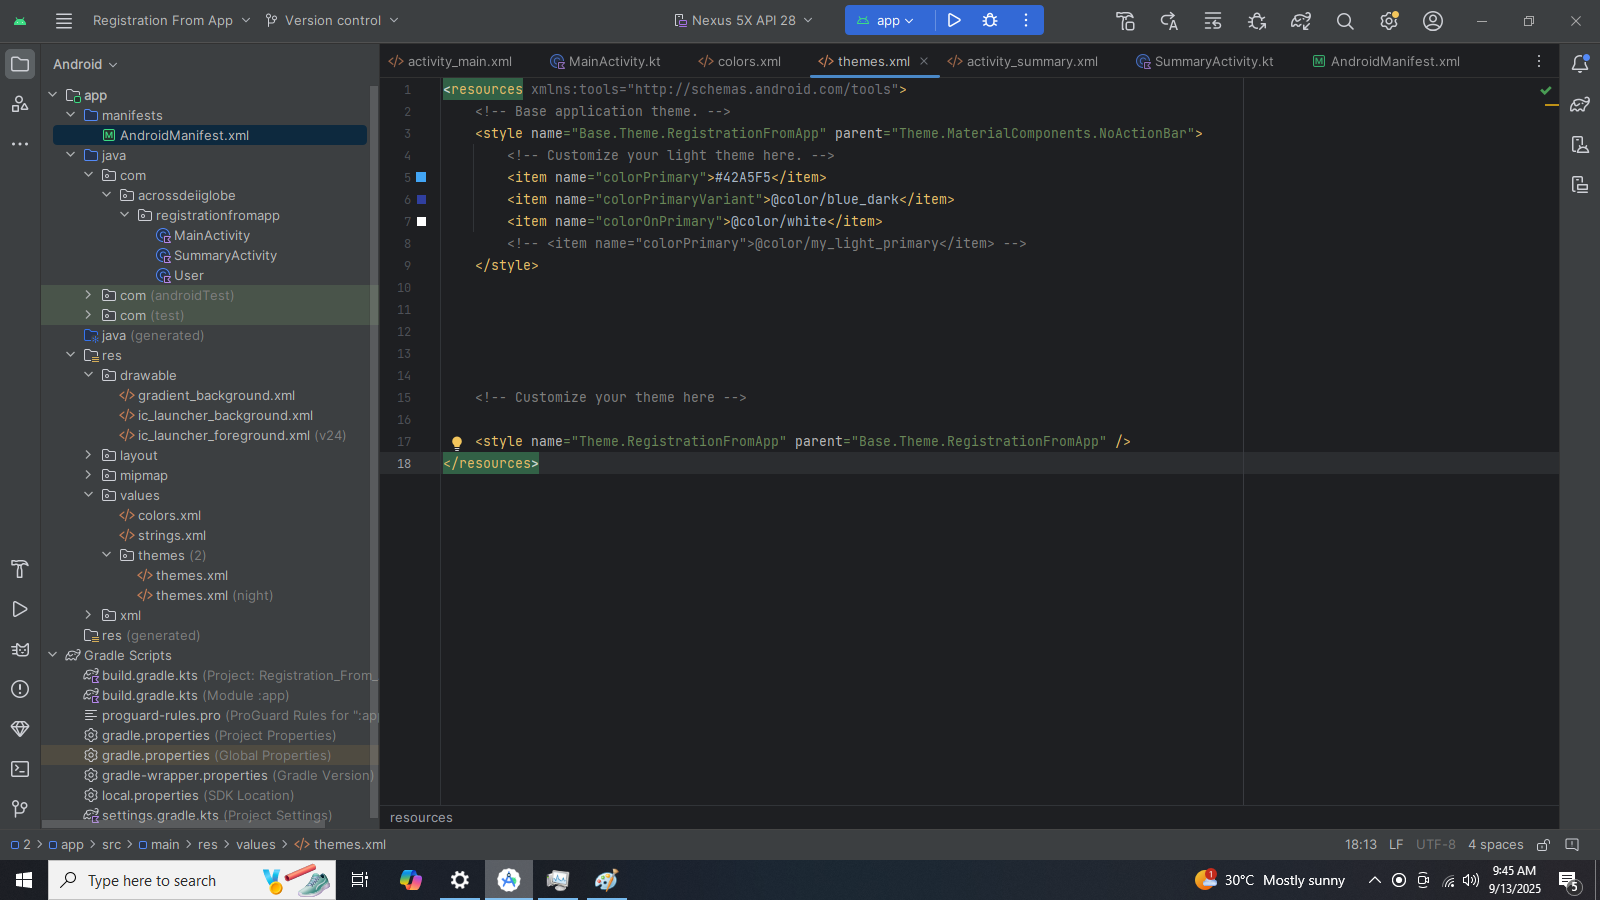 Registration From App
Version control
Nexus 5X API 28
app
Android
activity_main.xml
MainActivity.kt
colors.xml
themes.xml
activity_summary.xml
SummaryActivity.kt
AndroidManifest.xml
app
manifests
AndroidManifest.xml
java
com
acrossdeiiglobe
registrationfromapp
MainActivity
SummaryActivity
User
com (androidTest)
com (test)
java (generated)
res
drawable
gradient_background.xml
ic_launcher_background.xml
ic_launcher_foreground.xml (v24)
layout
mipmap
values
colors.xml
strings.xml
themes (2)
themes.xml
themes.xml (night)
xml
res (generated)
Gradle Scripts
build.gradle.kts (Project: Registration_From_
build.gradle.kts (Module :app)
proguard-rules.pro (ProGuard Rules for ":app
gradle.properties (Project Properties)
gradle.properties (Global Properties)
gradle-wrapper.properties (Gradle Version)
local.properties (SDK Location)
settings.gradle.kts (Project Settings)
1 <resources xmlns:tools="http://schemas.android.com/tools">
2 <!-- Base application theme. -->
3 <style name="Base.Theme.RegistrationFromApp" parent="Theme.MaterialComponents.NoActionBar">
4 <!-- Customize your light theme here. -->
5 <item name="colorPrimary">#42A5F5</item>
6 <item name="colorPrimaryVariant">@color/blue_dark</item>
7 <item name="colorOnPrimary">@color/white</item>
8 <!-- <item name="colorPrimary">@color/my_light_primary</item> -->
9 </style>
10
11
12
13
14
15 <!-- Customize your theme here -->
16
17 <style name="Theme.RegistrationFromApp" parent="Base.Theme.RegistrationFromApp" />
18 </resources>
resources
2 > app > src > main > res > values > themes.xml
18:13 LF UTF-8 4 spaces
Type here to search
1
30°C Mostly sunny
9:45 AM
9/13/2025
5